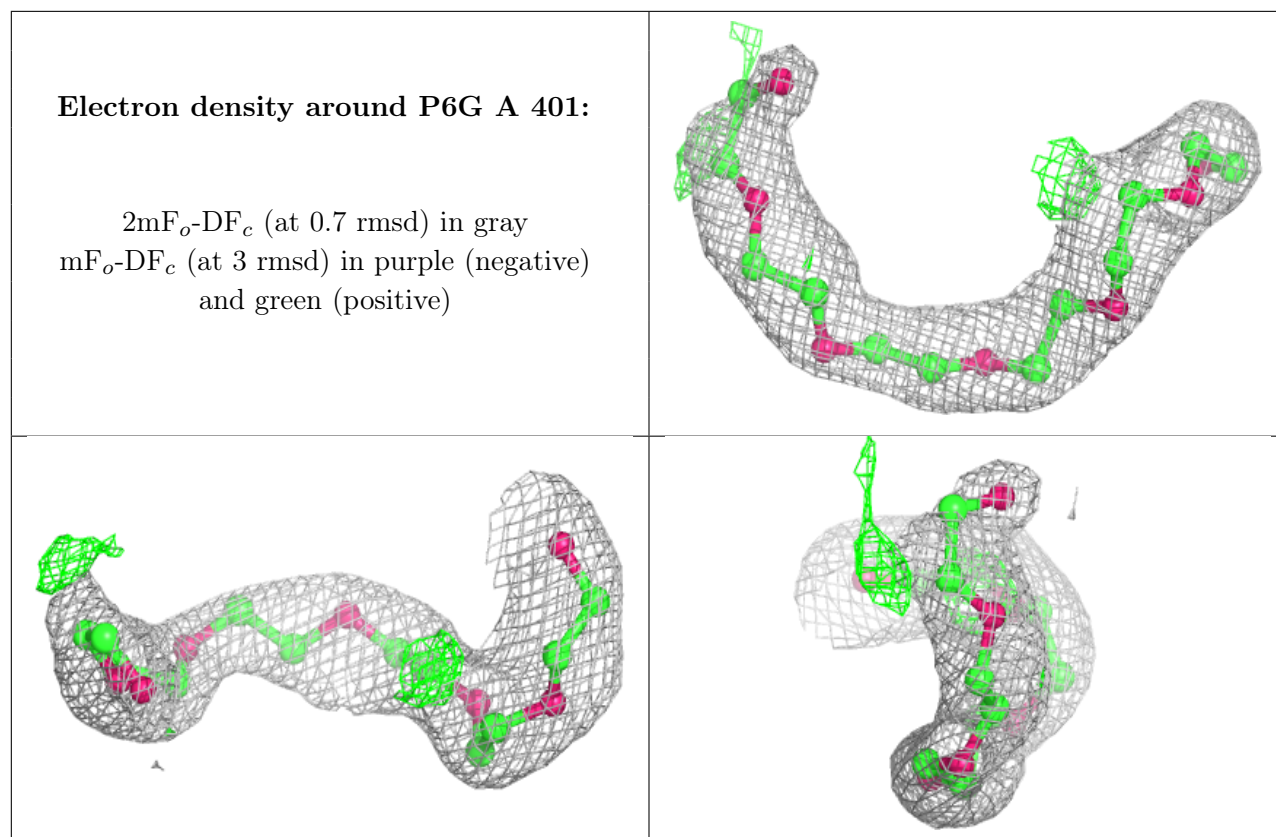 Electron density around P6G A 401:
2mFo-DFc (at 0.7 rmsd) in gray
mFo-DFc (at 3 rmsd) in purple (negative)
and green (positive)